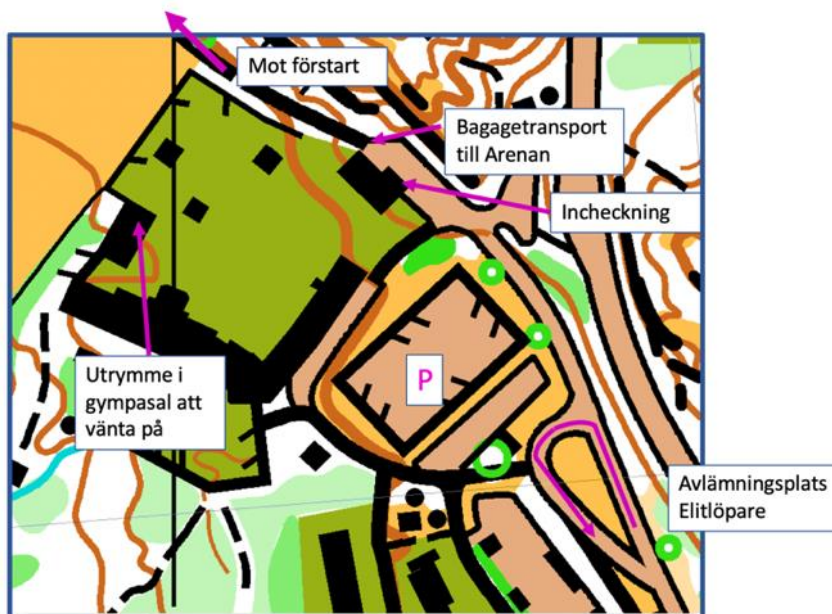 Mot förstart
Bagagetransport
till Arenan
Incheckning
P
Utrymme i
gympasal att
vänta på
Avlämningsplats
Elitlöpare